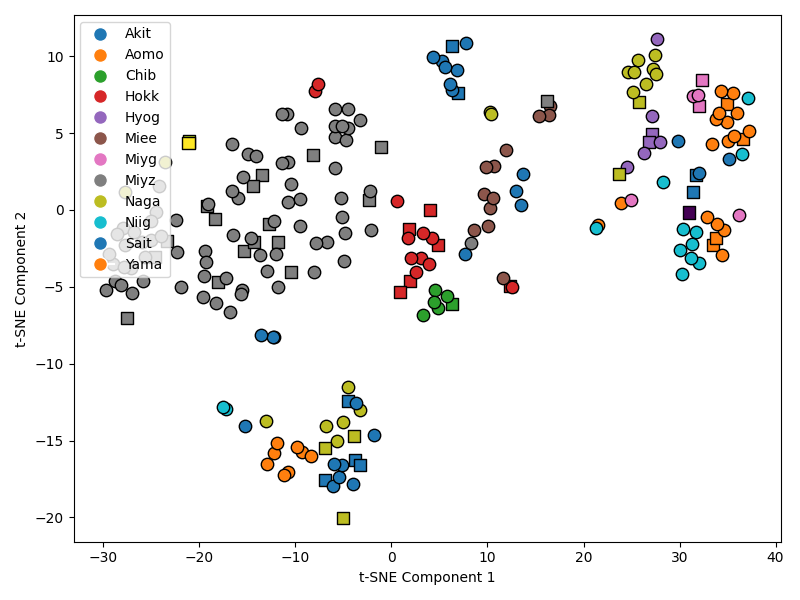 Akit
Aomo
Chib
Hokk
Hyog
Miee
Miyg
Miyz
Naga
Niig
Sait
Yama
10
5
0
−5
−10
−15
−20
−30
−20
−10
0
10
20
30
40
t-SNE Component 2
t-SNE Component 1